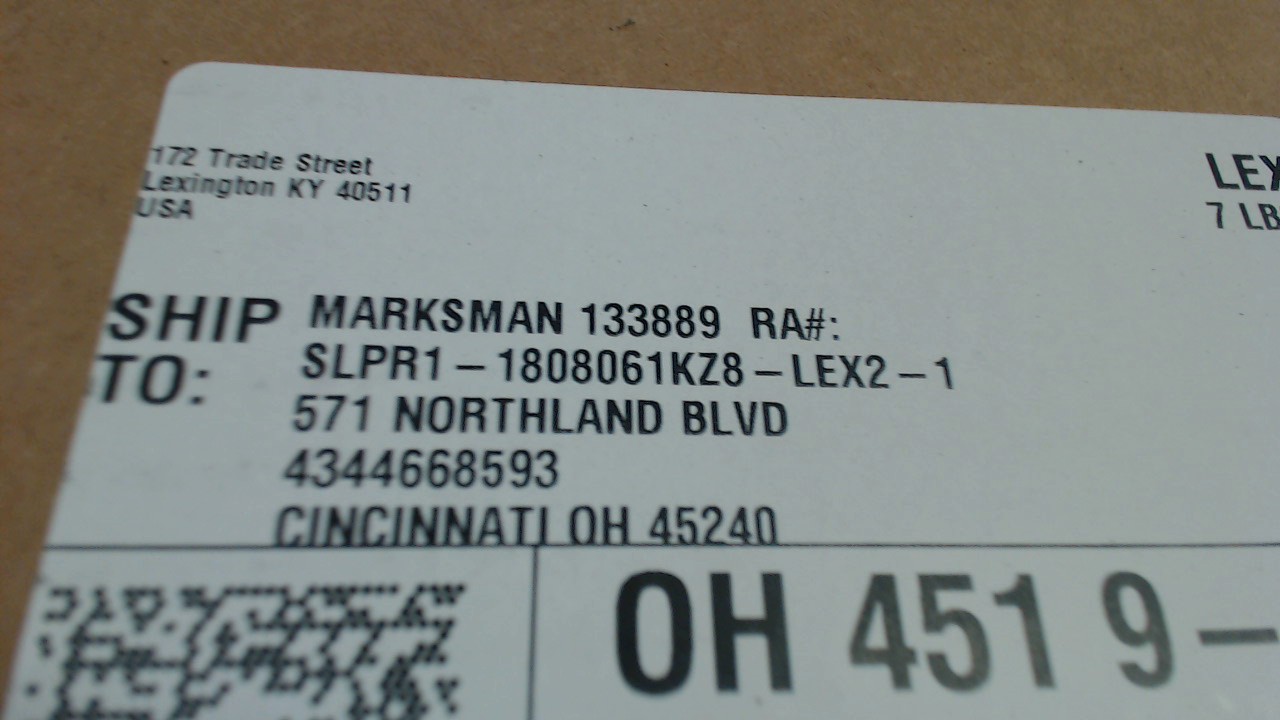 172 Trade Street
Lexington KY 40511
USA
LEX
7 LB
SHIP TO:
MARKSMAN 133889 RA#:
SLPR1-1808061KZ8-LEX2-1
571 NORTHLAND BLVD
4344668593
CINCINNATI OH 45240
OH 451 9-